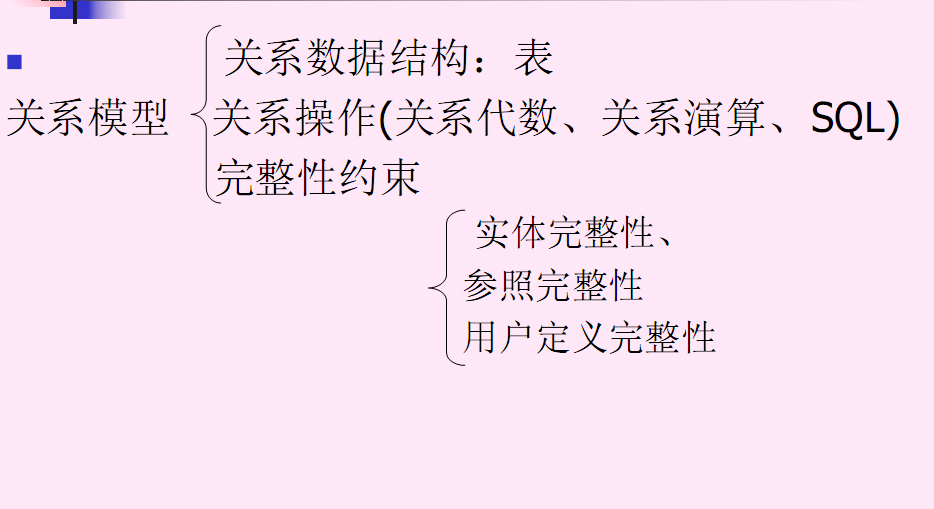 关系数据结构：表
关系模型 关系操作(关系代数、关系演算、SQL)
完整性约束
实体完整性、
参照完整性
用户定义完整性